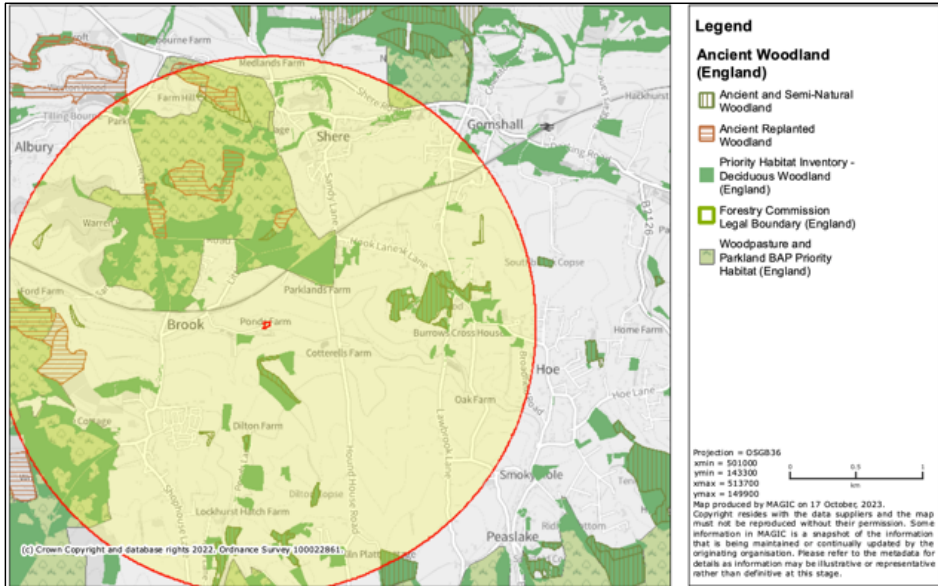 Medlands Farm
Farm Hill
Shere
Gomshall
Albury
Tilling Bourne
Hackhurst
Sandy Lane
B2126
Hook Lane
Ford Farm
Parklands Farm
Brook
Ponds Farm
Burrows Cross House
Home Farm
Cotterells Farm
Hoe
Hoe Lane
Oak Farm
Cottage
Dilton Farm
Lawbrook Lane
Hound House Road
Shophouse Lane
Lockhurst Hatch Farm
Peaslake
(c) Crown Copyright and database rights 2022. Ordnance Survey 100022861.
Legend
Ancient Woodland
(England)
Ancient and Semi-Natural
Woodland
Ancient Replanted
Woodland
Priority Habitat Inventory -
Deciduous Woodland
(England)
Forestry Commission
Legal Boundary (England)
Woodpasture and
Parkland BAP Priority
Habitat (England)
Projection = OSGB36
xmin = 501000
ymin = 143300
xmax = 513700
ymax = 149900
0 0.5 1
km
Map produced by MAGIC on 17 October, 2023.
Copyright resides with the data suppliers and the map
must not be reproduced without their permission. Some
information in MAGIC is a snapshot of the information
that is being maintained or continually updated by the
originating organisation. Please refer to the metadata for
details as information may be illustrative or representative
rather than definitive at this stage.